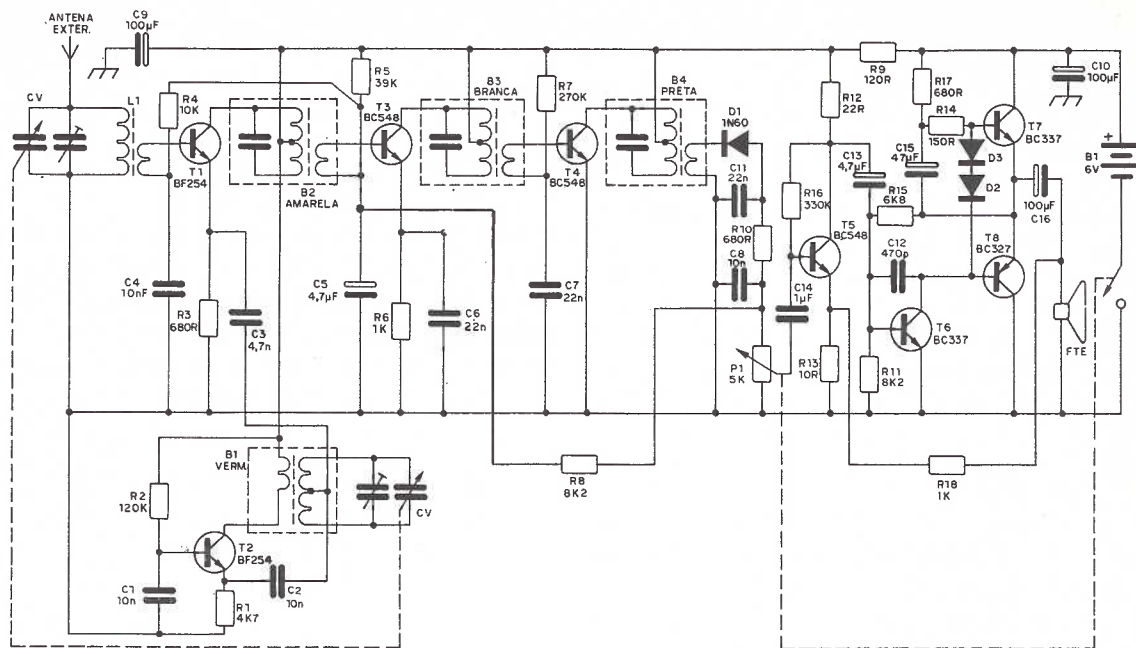 ANTENA
EXTER.
C9
100µF
CV
L1
R4
10K
T1
BF254
R5
39K
B2
AMARELA
T3
BC548
B3
BRANCA
R7
270K
T4
BC548
B4
PRETA
D1
1N60
R12
22R
R9
120R
R17
680R
R14
150R
T7
BC337
C10
100µF
B1
6V
C11
22n
R10
680R
C8
10n
R16
330K
C13
4,7µF
C15
47µF
R15
6K8
D3
D2
100µF
C16
T5
BC548
C14
1µF
C12
470p
T8
BC327
T6
BC337
FTE
C4
10nF
R3
680R
C3
4,7n
C5
4,7µF
R6
1K
C6
22n
C7
22n
P1
5K
R13
10R
R11
8K2
B1
VERM.
R2
120K
T2
BF254
CV
R8
8K2
R18
1K
C1
10n
R1
4K7
C2
10n